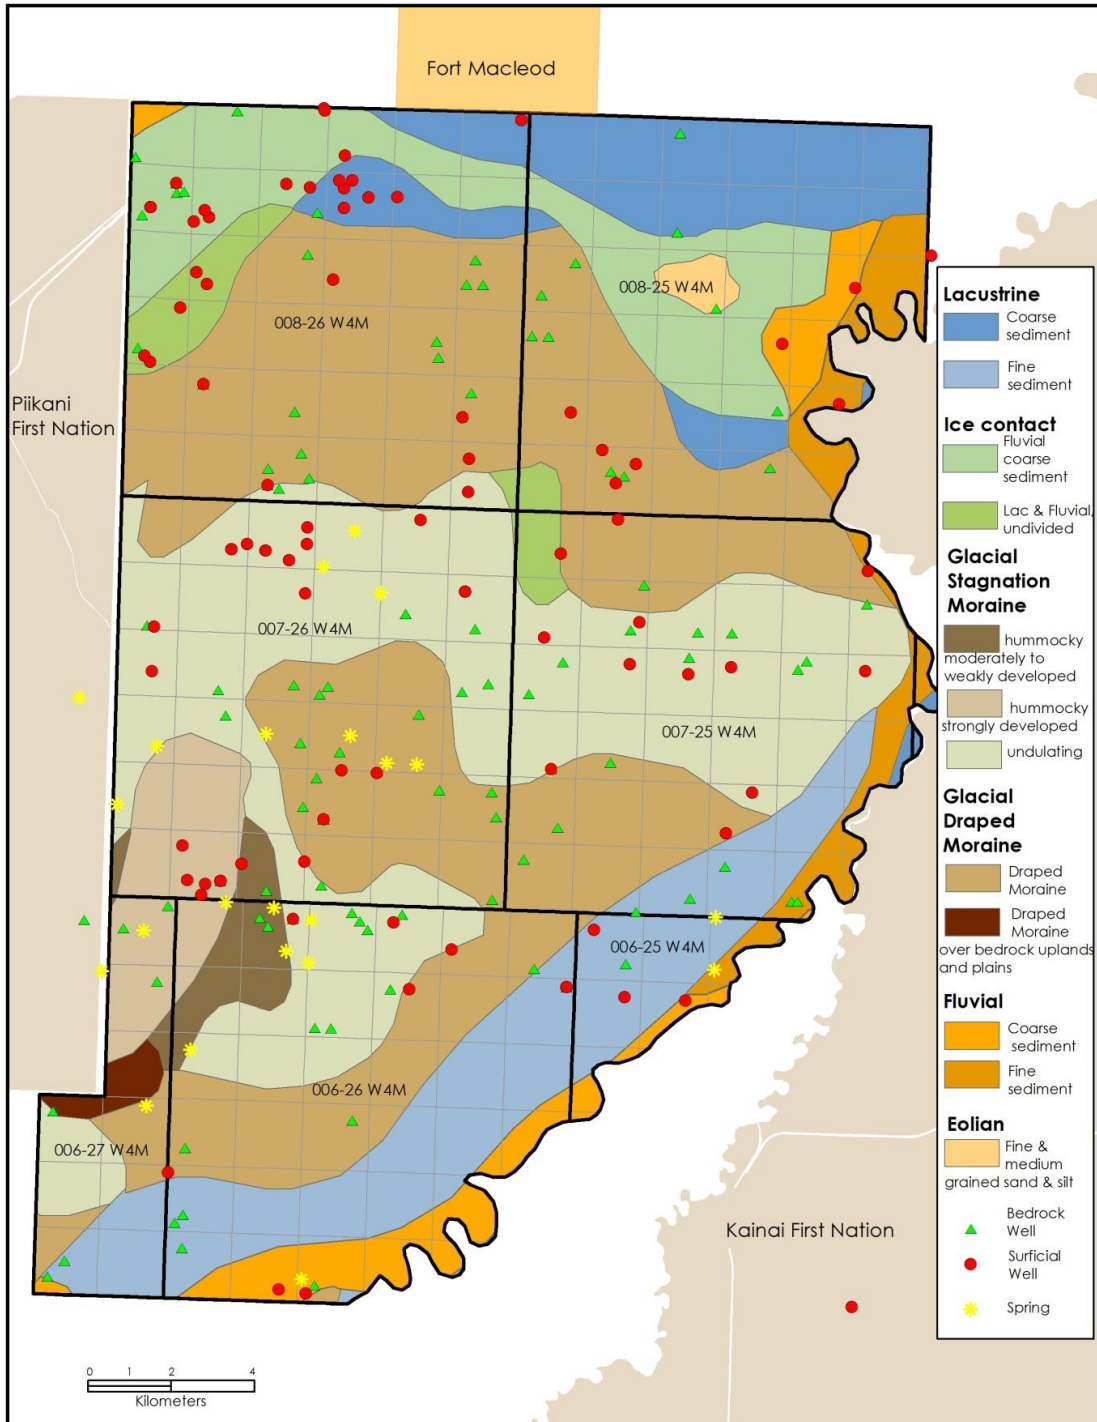 Fort Macleod
008-25 W4M
008-26 W4M
Piikani
First Nation
007-26 W4M
007-25 W4M
006-25 W4M
006-26 W4M
006-27 W4M
Kainai First Nation
0 1 2 4
Kilometers
Lacustrine
Coarse
sediment
Fine
sediment
Ice contact
Fluvial
coarse
sediment
Lac & Fluvial,
undivided
Glacial
Stagnation
Moraine
hummocky
moderately to
weakly developed
hummocky
strongly developed
undulating
Glacial
Draped
Moraine
Draped
Moraine
Draped
Moraine
over bedrock uplands
and plains
Fluvial
Coarse
sediment
Fine
sediment
Eolian
Fine &
medium
grained sand & silt
Bedrock
Well
Surficial
Well
Spring